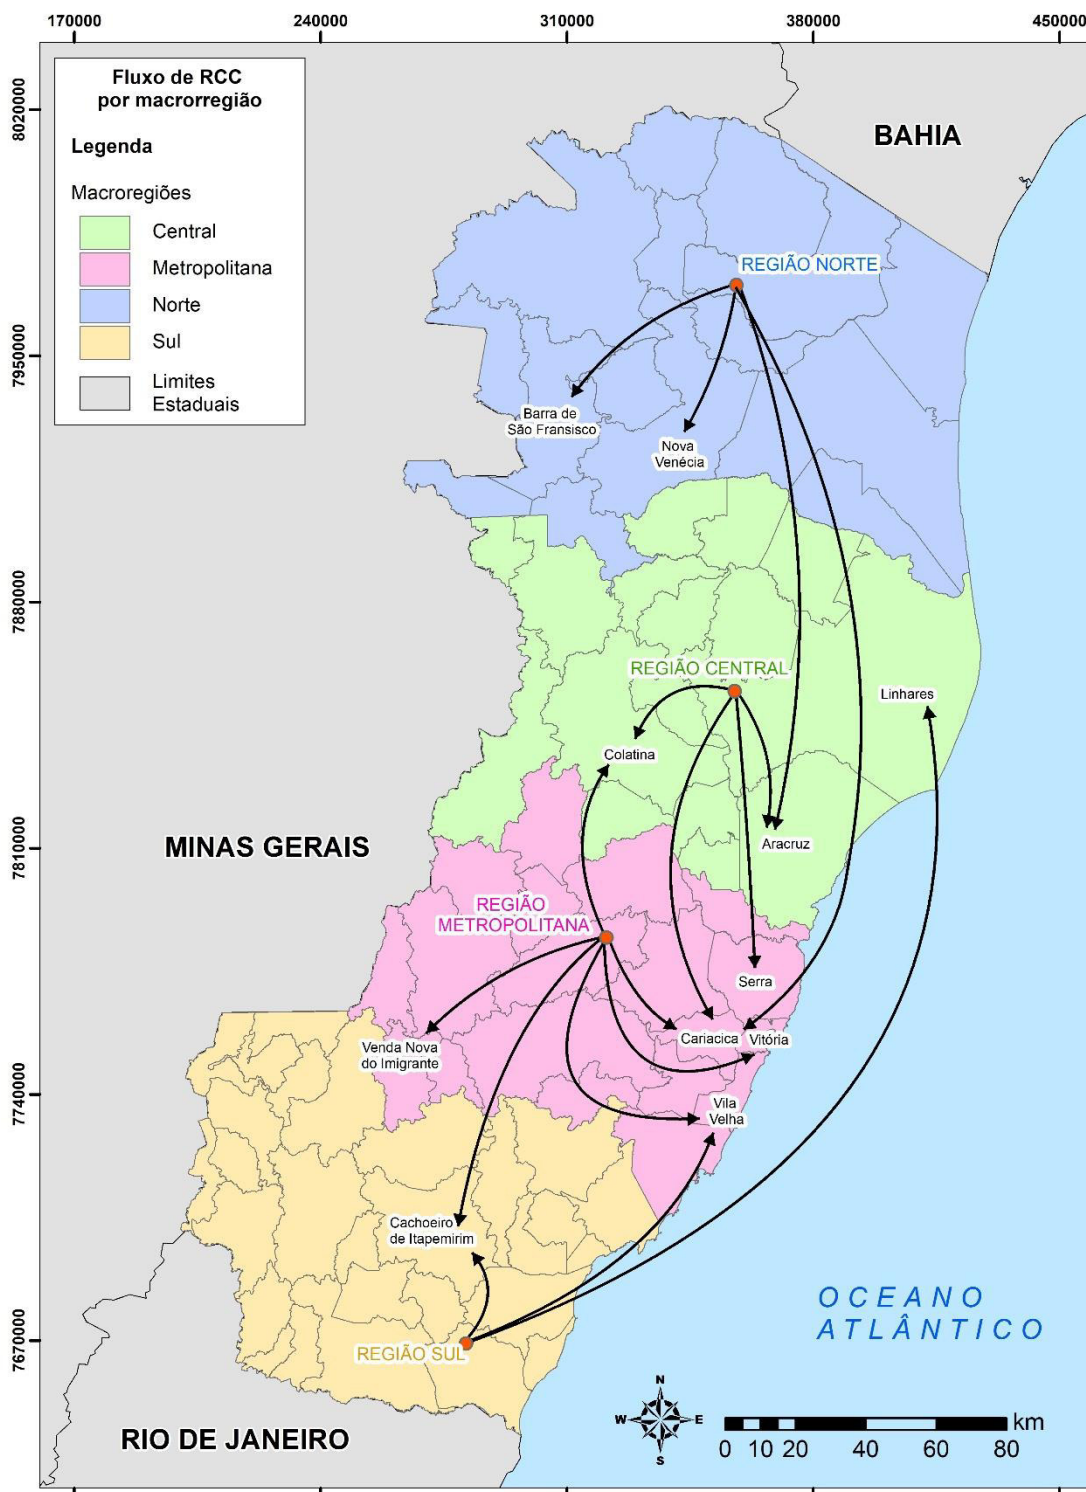 170000
240000
310000
380000
450000
Fluxo de RCC
por macrorregião
Legenda
Macroregiões
Central
Metropolitana
Norte
Sul
Limites
Estaduais
8020000
7950000
7880000
7810000
7740000
7670000
BAHIA
REGIÃO NORTE
Barra de
São Fransisco
Nova
Venécia
REGIÃO CENTRAL
Linhares
Colatina
Aracruz
MINAS GERAIS
REGIÃO
METROPOLITANA
Serra
Cariacica
Vitória
Venda Nova
do Imigrante
Vila
Velha
Cachoeiro
de Itapemirim
REGIÃO SUL
OCEANO
ATLÂNTICO
RIO DE JANEIRO
N
W
E
S
km
0 10 20 40 60 80